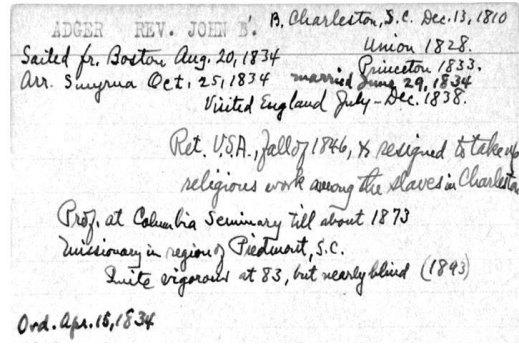 ADGER REV. JOHN B. B. Charleston, S.C. Dec. 13, 1810
Sailed fr. Boston Aug. 20, 1834 Union 1828.
Princeton 1833.
Arr. Smyrna Oct. 25, 1834 married June 29, 1834
Visited England July-Dec. 1838.
Ret. U.S.A., fall of 1846, & resigned to take up
religious work among the slaves in Charleston
Prof. at Columbia Seminary till about 1873
Missionary in region of Piedmont, S.C.
Quite vigorous at 83, but nearly blind (1893)
Ord. Apr. 15, 1834